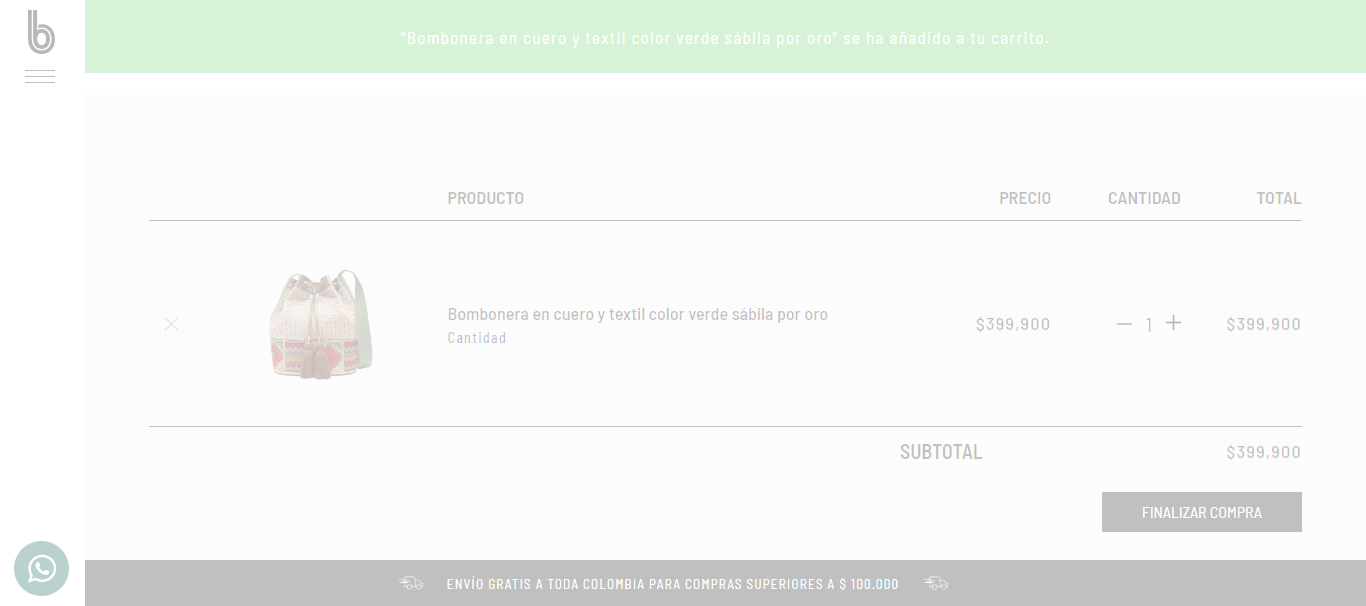 b
“Bombonera en cuero y textil color verde sábila por oro” se ha añadido a tu carrito.
PRODUCTO PRECIO CANTIDAD TOTAL
Bombonera en cuero y textil color verde sábila por oro
Cantidad
$399,900 1 $399,900
SUBTOTAL $399,900
FINALIZAR COMPRA
ENVÍO GRATIS A TODA COLOMBIA PARA COMPRAS SUPERIORES A $ 100.000